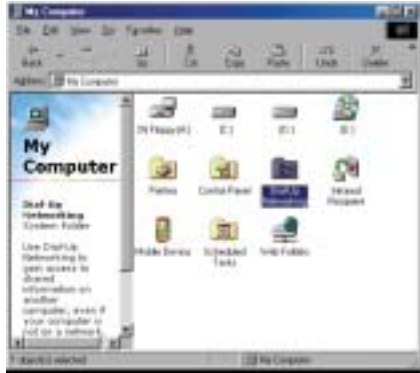 My Computer
File Edit View Go Favorites Help
Back Up Cut Copy Paste Undo Delete
Address My Computer
My
Computer
Dial-Up
Networking
System Folder
Use Dial-Up
Networking to
gain access to
shared
information on
another
computer, even if
your computer is
not on a network.
3½ Floppy (A:)
Printers Control Panel Dial-Up
Networking
Infrared
Recipient
Mobile Device Scheduled
Tasks
Web Folders
1 object(s) selected My Computer